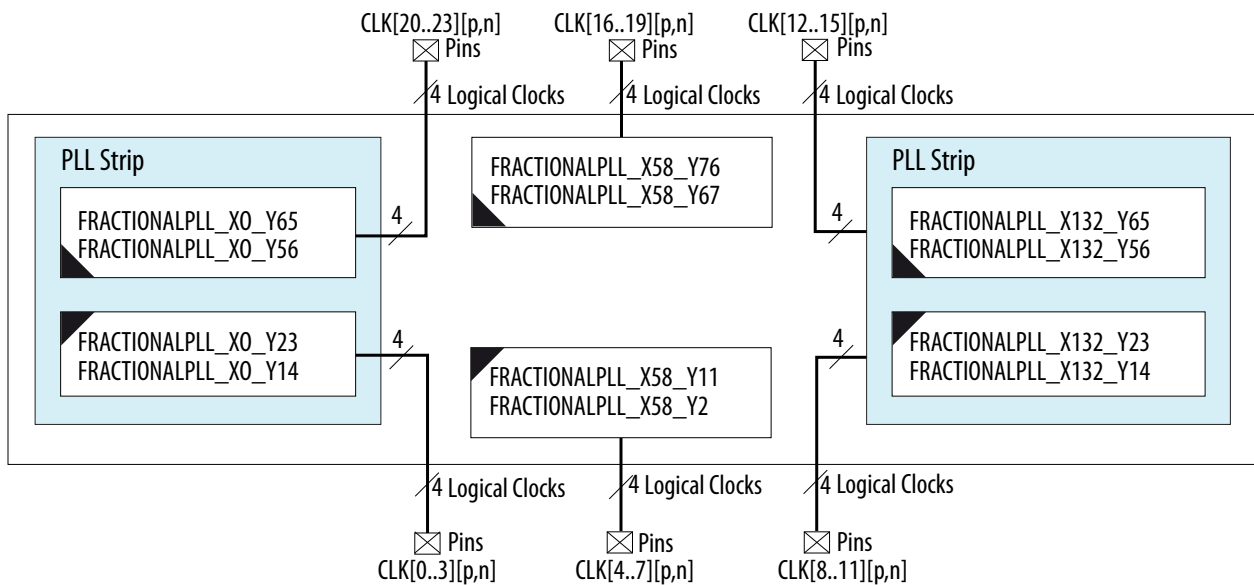 CLK[20..23][p,n]
Pins
CLK[16..19][p,n]
Pins
CLK[12..15][p,n]
Pins
4 Logical Clocks
4 Logical Clocks
4 Logical Clocks
PLL Strip
FRACTIONALPLL_X0_Y65
FRACTIONALPLL_X0_Y56
4
FRACTIONALPLL_X58_Y76
FRACTIONALPLL_X58_Y67
PLL Strip
4
FRACTIONALPLL_X132_Y65
FRACTIONALPLL_X132_Y56
FRACTIONALPLL_X0_Y23
FRACTIONALPLL_X0_Y14
4
FRACTIONALPLL_X58_Y11
FRACTIONALPLL_X58_Y2
4
FRACTIONALPLL_X132_Y23
FRACTIONALPLL_X132_Y14
4 Logical Clocks
4 Logical Clocks
4 Logical Clocks
Pins
CLK[0..3][p,n]
Pins
CLK[4..7][p,n]
Pins
CLK[8..11][p,n]